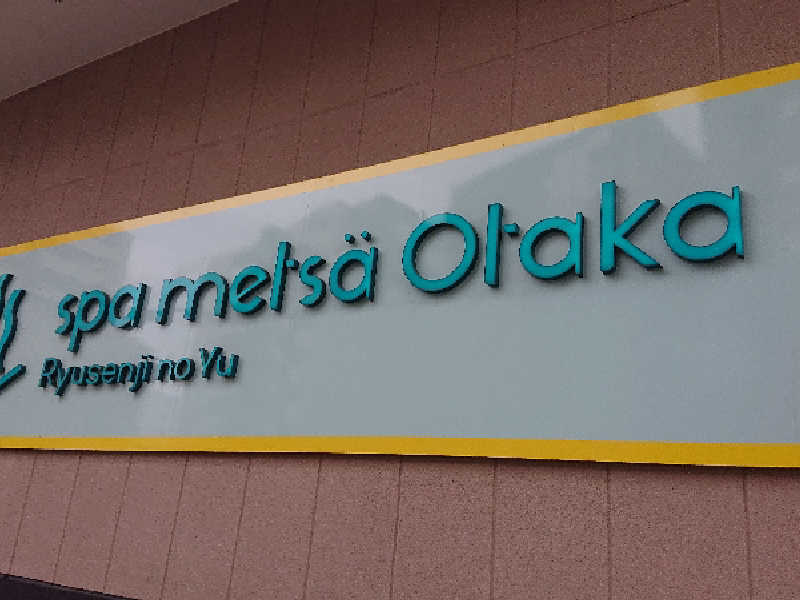 spa metsä Otaka
Ryusenji no Yu